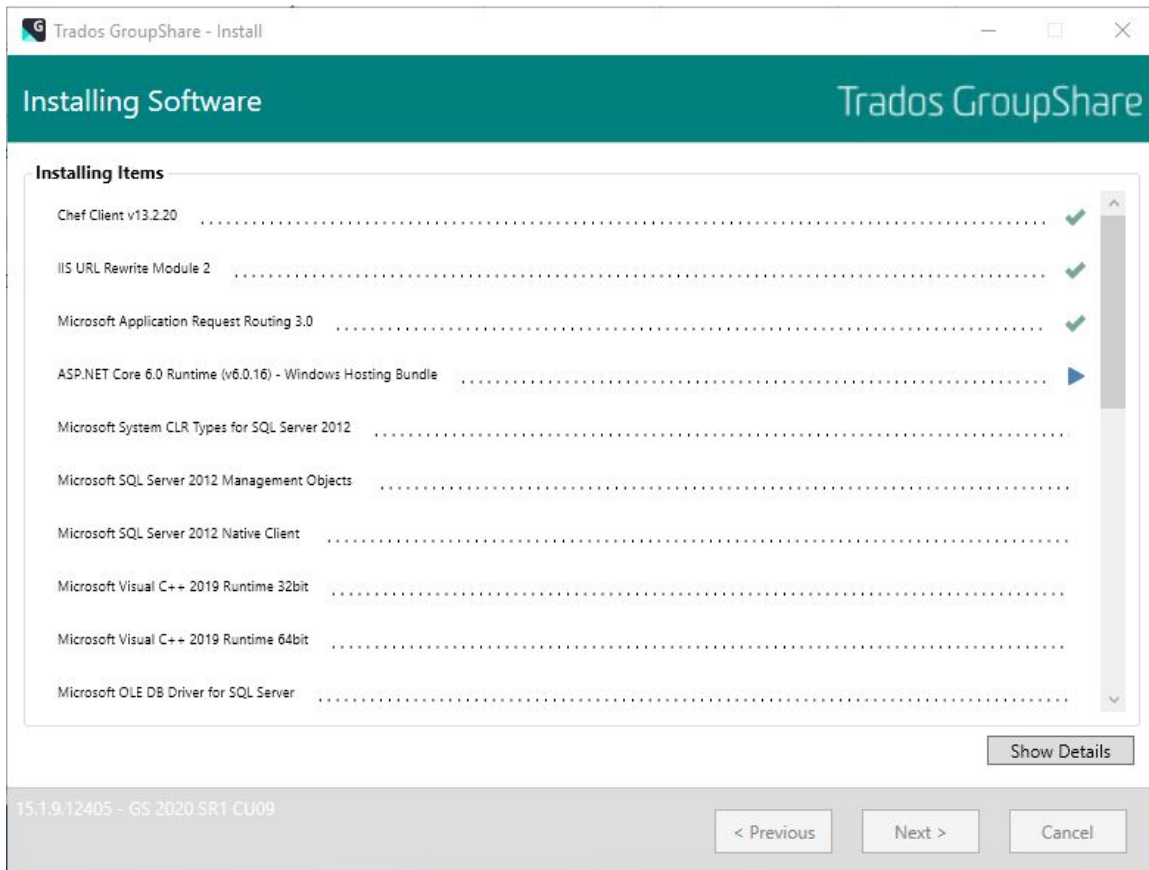 Trados GroupShare - Install
Installing Software
Trados GroupShare
Installing Items
Chef Client v13.2.20
IIS URL Rewrite Module 2
Microsoft Application Request Routing 3.0
ASP.NET Core 6.0 Runtime (v6.0.16) - Windows Hosting Bundle
Microsoft System CLR Types for SQL Server 2012
Microsoft SQL Server 2012 Management Objects
Microsoft SQL Server 2012 Native Client
Microsoft Visual C++ 2019 Runtime 32bit
Microsoft Visual C++ 2019 Runtime 64bit
Microsoft OLE DB Driver for SQL Server
Show Details
15.1.9.12405 - GS 2020 SR1 CU09
< Previous
Next >
Cancel